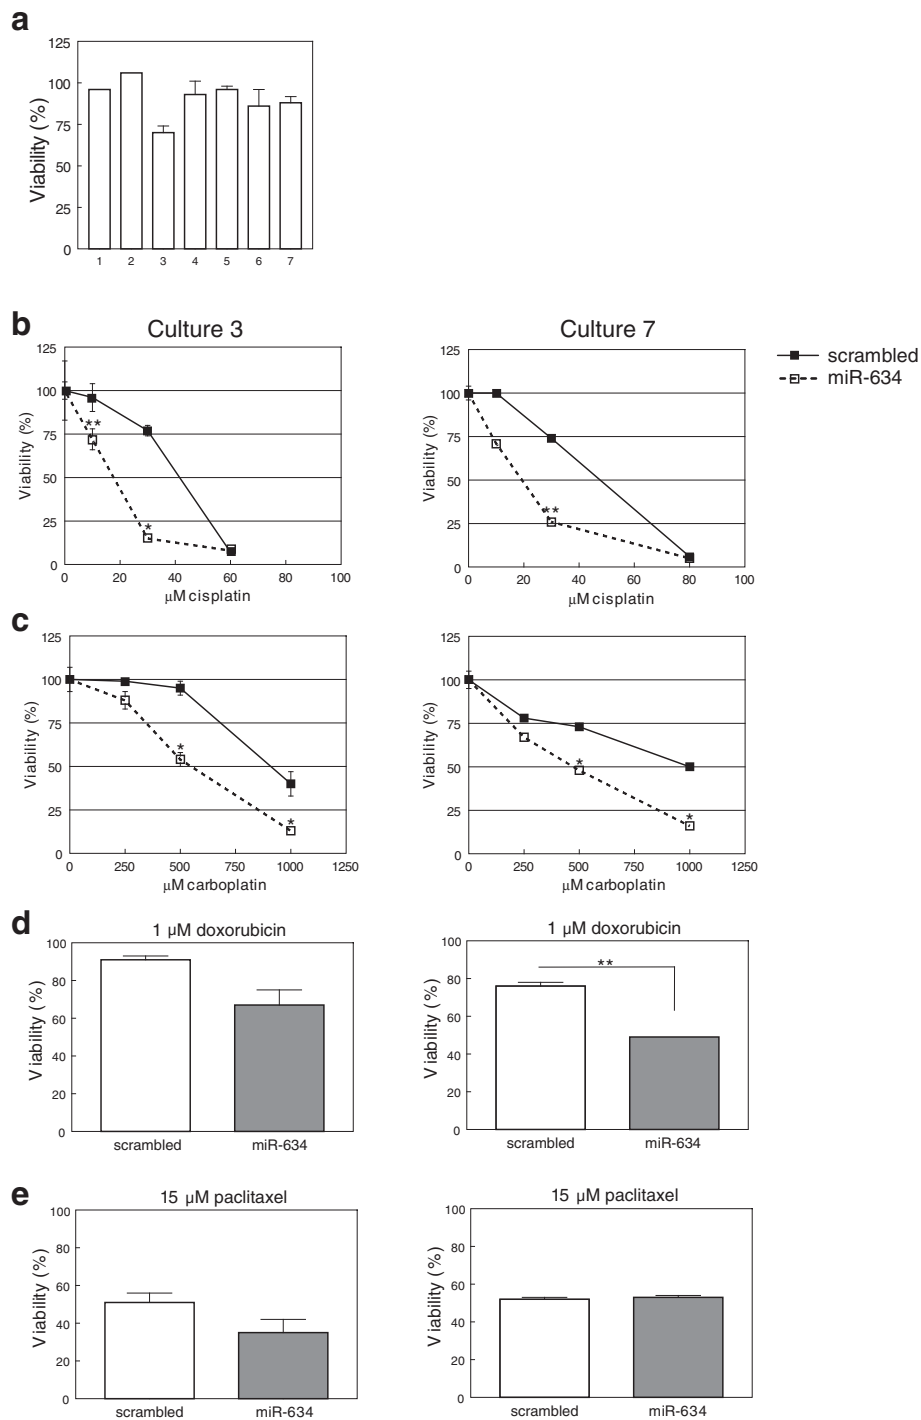 a
125
100
75
50
25
0
Viability (%)
1 2 3 4 5 6 7
b
Culture 3
125
100
75
50
25
0
Viability (%)
**
*
0 20 40 60 80 100
µM cisplatin
Culture 7
125
100
75
50
25
0
Viability (%)
**
0 20 40 60 80 100
µM cisplatin
scrambled
miR-634
c
125
100
75
50
25
0
Viability (%)
*
*
0 250 500 750 1000 1250
µM carboplatin
125
100
75
50
25
0
Viability (%)
*
*
0 250 500 750 1000 1250
µM carboplatin
d
1 µM doxorubicin
100
80
60
40
20
0
Viability (%)
scrambled miR-634
1 µM doxorubicin
100
80
60
40
20
0
Viability (%)
**
scrambled miR-634
e
15 µM paclitaxel
100
80
60
40
20
0
Viability (%)
scrambled miR-634
15 µM paclitaxel
100
80
60
40
20
0
Viability (%)
scrambled miR-634